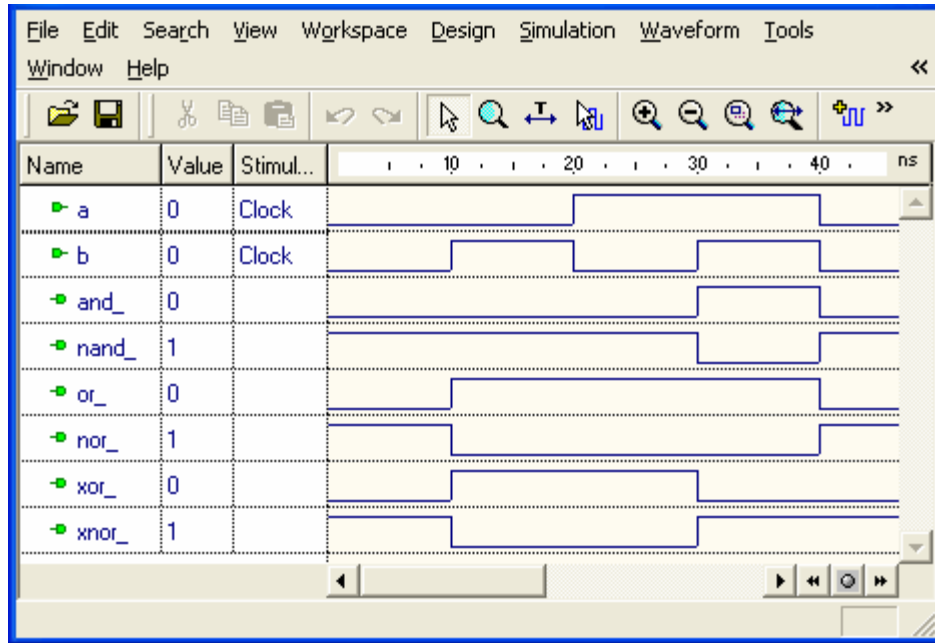 File Edit Search View Workspace Design Simulation Waveform Tools
Window Help
Name Value Stimul... 10 20 30 40 ns
a 0 Clock
b 0 Clock
and_ 0
nand_ 1
or_ 0
nor_ 1
xor_ 0
xnor_ 1